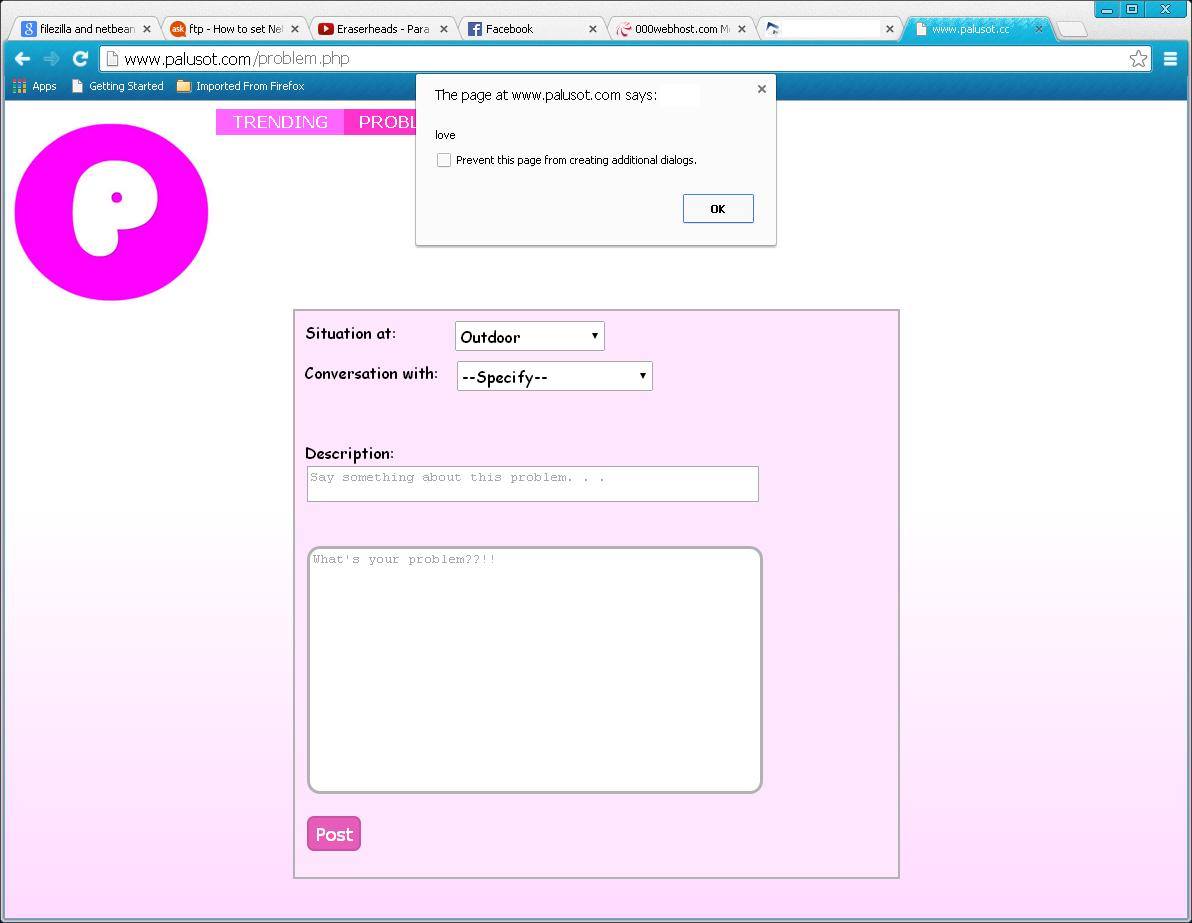 filezilla and netbean
ftp - How to set Net
Eraserheads - Para
Facebook
000webhost.com M
www.palusot.cc
www.palusot.com/problem.php
Apps
Getting Started
Imported From Firefox
The page at www.palusot.com says:
love
Prevent this page from creating additional dialogs.
OK
TRENDING
PROBL
P
Situation at:
Outdoor
Conversation with:
--Specify--
Description:
Say something about this problem. . .
What's your problem??!!
Post